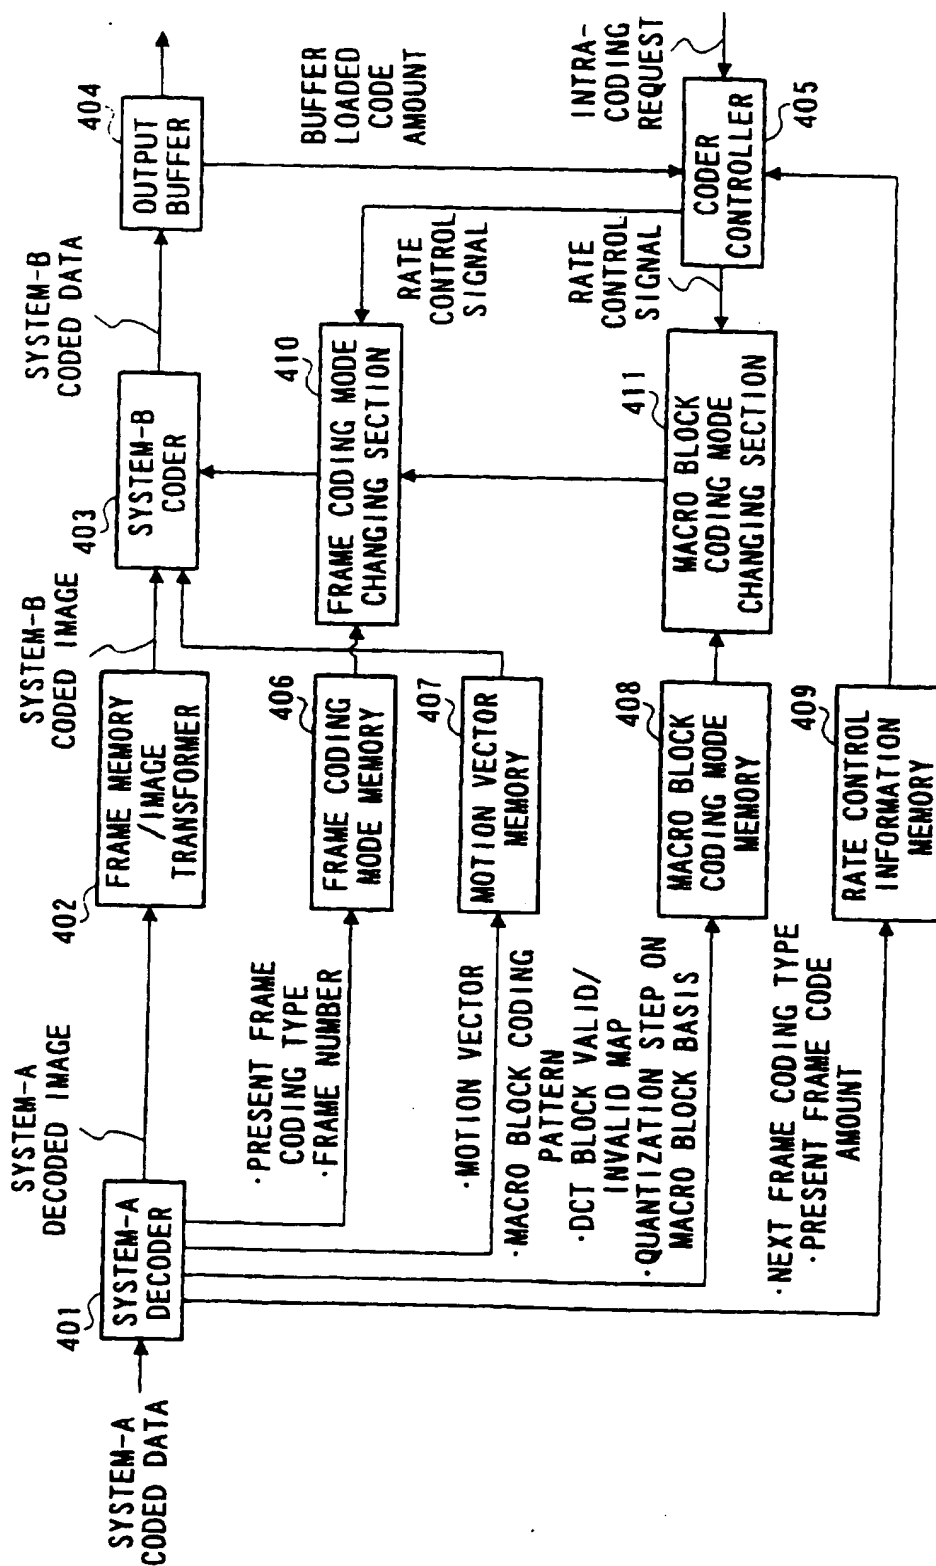 SYSTEM-A
CODED DATA
401
SYSTEM-A
DECODER
SYSTEM-A
DECODED IMAGE
402
FRAME MEMORY
/IMAGE
TRANSFORMER
SYSTEM-B
CODED IMAGE
403
SYSTEM-B
CODER
SYSTEM-B
CODED DATA
404
OUTPUT
BUFFER
·PRESENT FRAME
CODING TYPE
·FRAME NUMBER
406
FRAME CODING
MODE MEMORY
410
FRAME CODING MODE
CHANGING SECTION
RATE
CONTROL
SIGNAL
BUFFER
LOADED
CODE
AMOUNT
·MOTION VECTOR
407
MOTION VECTOR
MEMORY
·MACRO BLOCK CODING
PATTERN
·DCT BLOCK VALID/
INVALID MAP
·QUANTIZATION STEP ON
MACRO BLOCK BASIS
408
MACRO BLOCK
CODING MODE
MEMORY
411
MACRO BLOCK
CODING MODE
CHANGING SECTION
RATE
CONTROL
SIGNAL
CODER
CONTROLLER
405
INTRA-
CODING
REQUEST
·NEXT FRAME CODING TYPE
·PRESENT FRAME CODE
AMOUNT
409
RATE CONTROL
INFORMATION
MEMORY